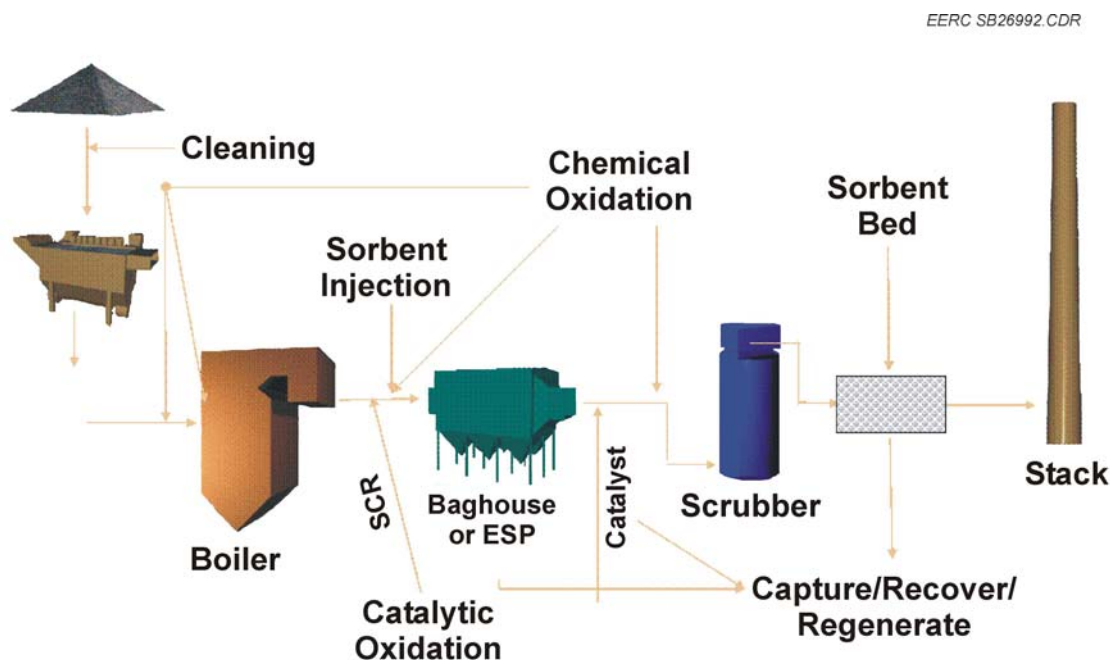 EERC SB26992.CDR
Cleaning
Chemical
Oxidation
Sorbent
Bed
Sorbent
Injection
SCR
Baghouse
or ESP
Catalyst
Scrubber
Stack
Boiler
Catalytic
Oxidation
Capture/Recover/
Regenerate